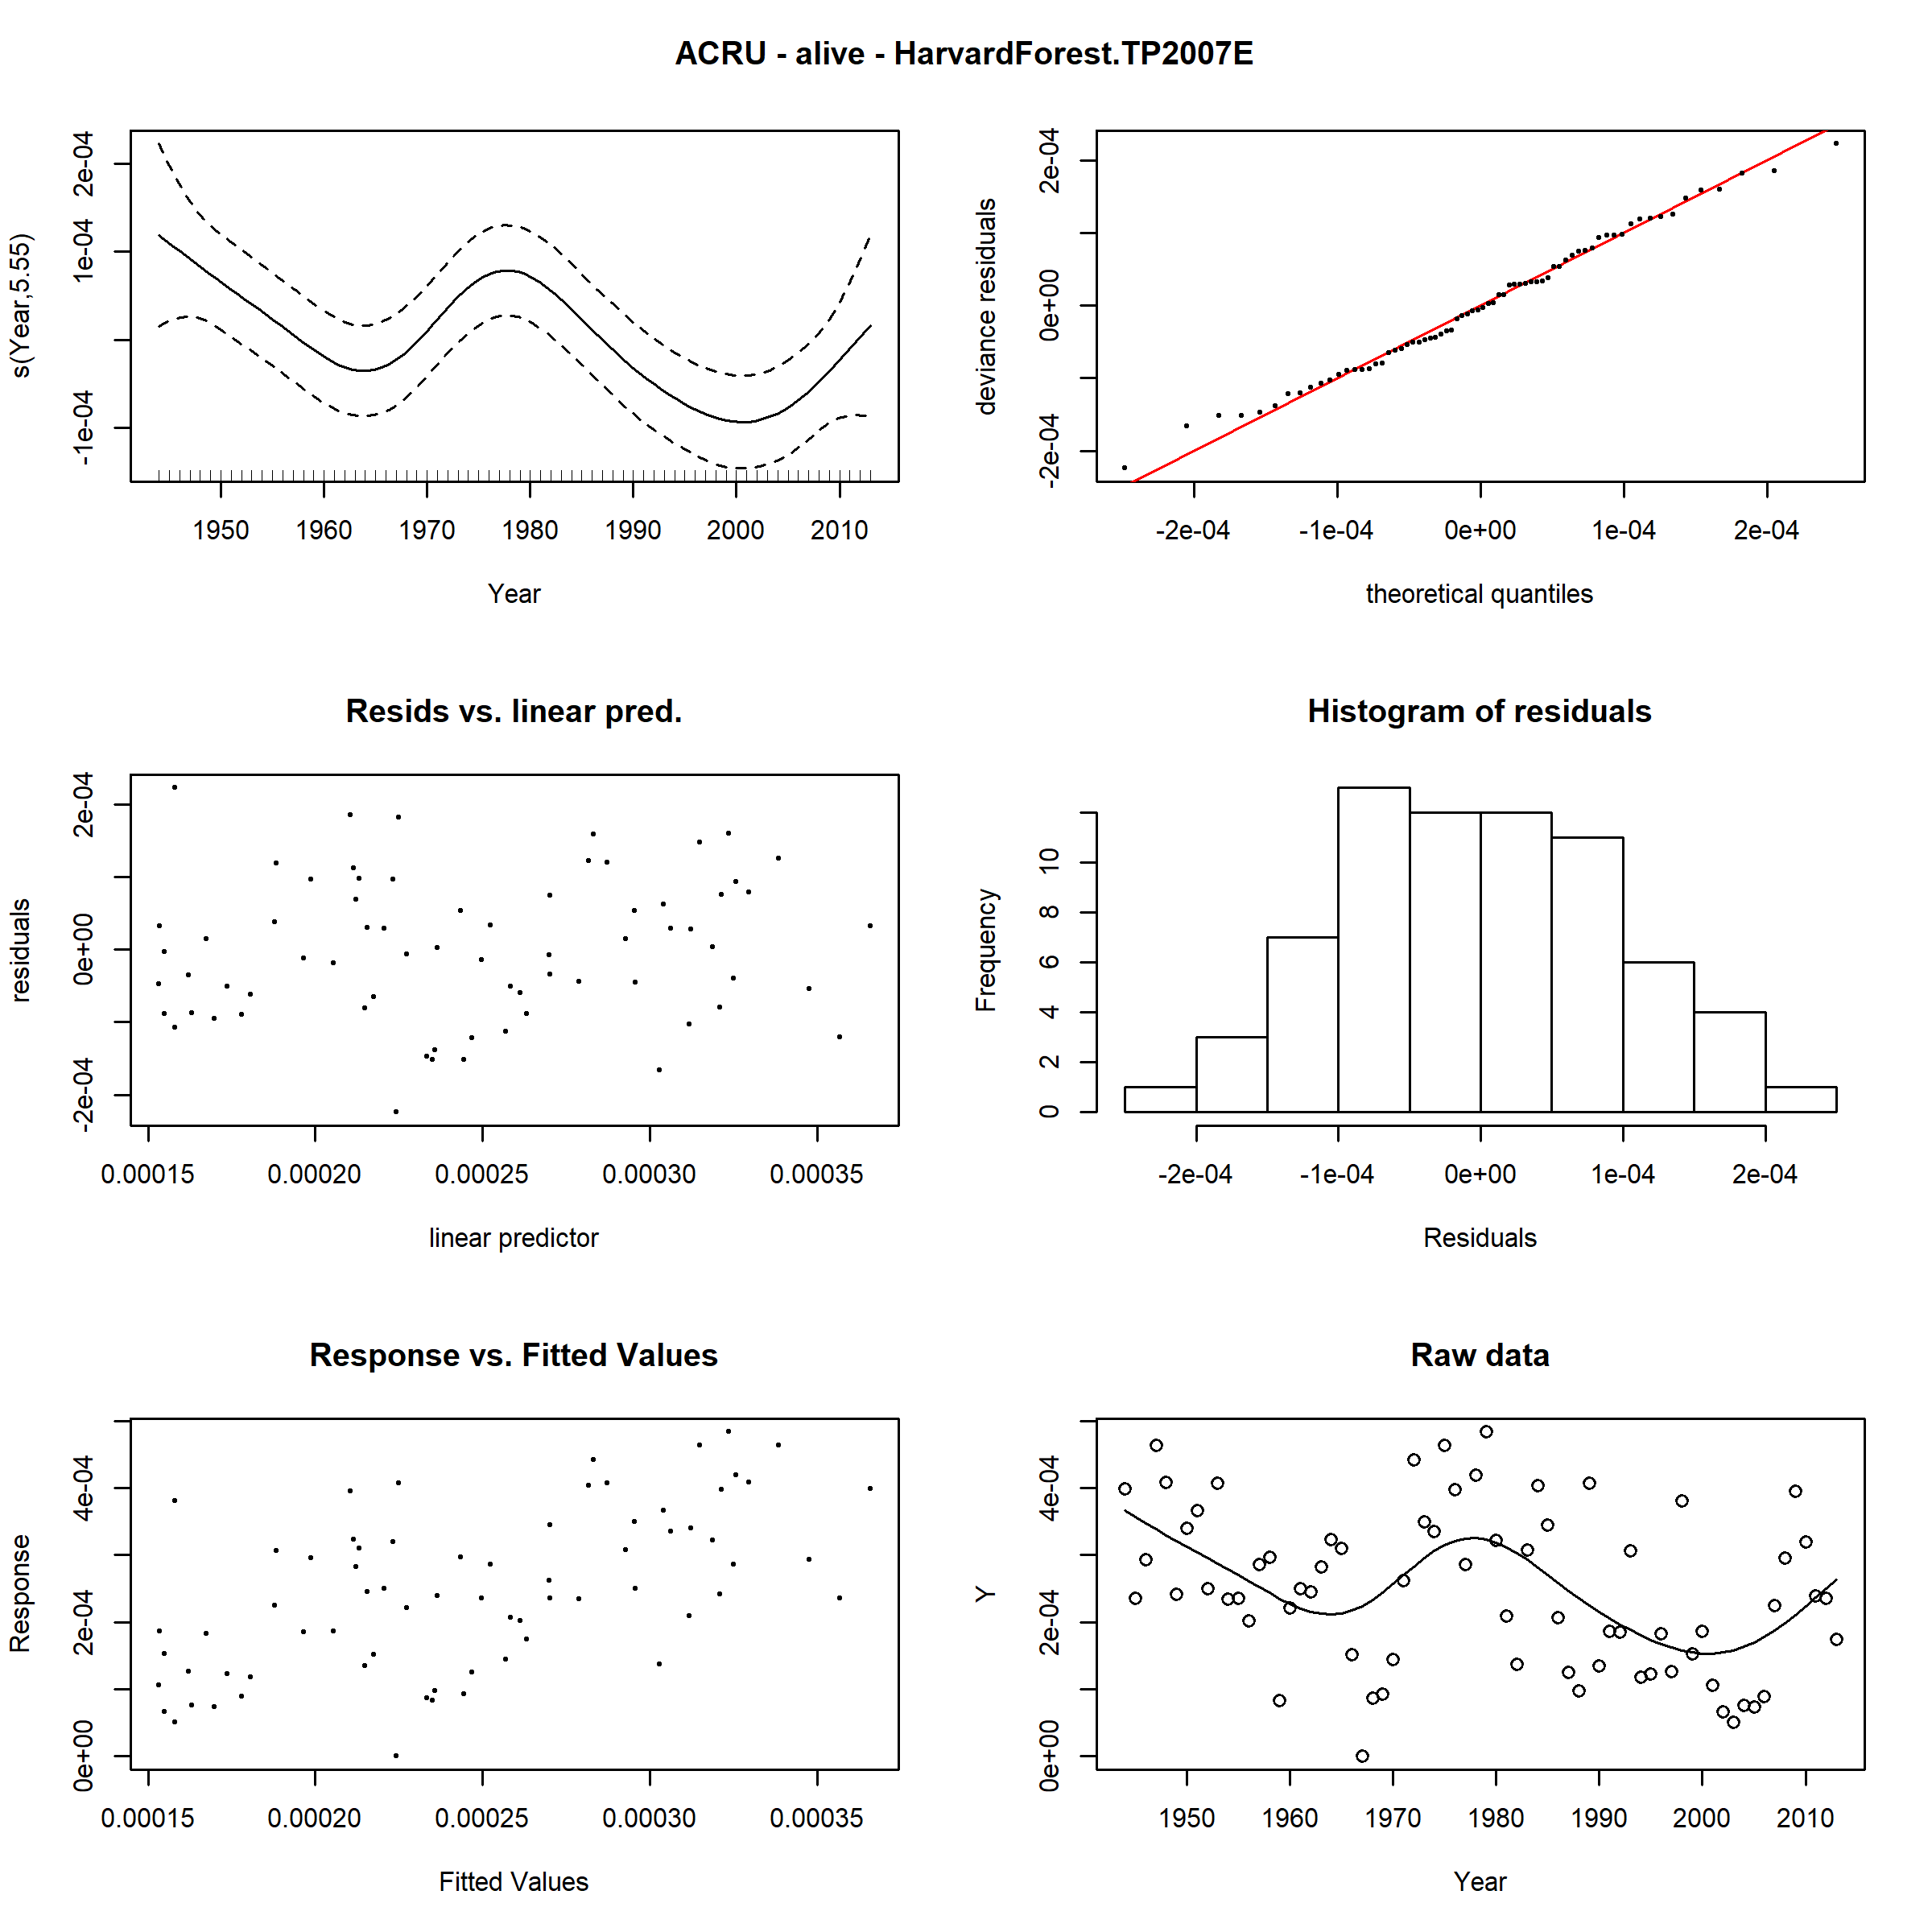 ACRU - alive - HarvardForest.TP2007E
s(Year,5.55)
-1e-04 1e-04 2e-04
1950 1960 1970 1980 1990 2000 2010
Year
deviance residuals
-2e-04 0e+00 2e-04
-2e-04 -1e-04 0e+00 1e-04 2e-04
theoretical quantiles
Resids vs. linear pred.
residuals
-2e-04 0e+00 2e-04
0.00015 0.00020 0.00025 0.00030 0.00035
linear predictor
Histogram of residuals
Frequency
0 2 4 6 8 10
-2e-04 -1e-04 0e+00 1e-04 2e-04
Residuals
Response vs. Fitted Values
Response
0e+00 2e-04 4e-04
0.00015 0.00020 0.00025 0.00030 0.00035
Fitted Values
Raw data
Y
0e+00 2e-04 4e-04
1950 1960 1970 1980 1990 2000 2010
Year